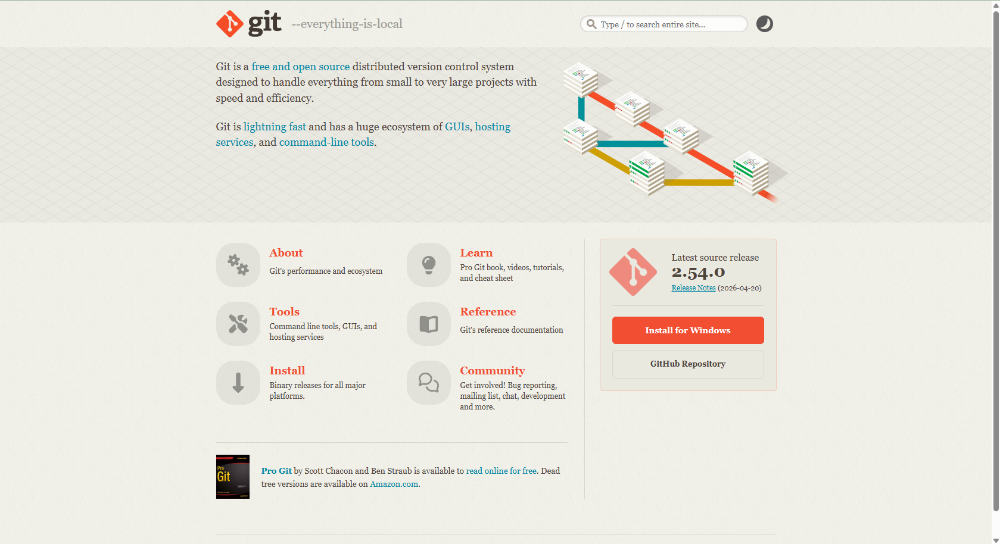 git --everything-is-local
Type / to search entire site...
Git is a free and open source distributed version control system
designed to handle everything from small to very large projects with
speed and efficiency.
Git is lightning fast and has a huge ecosystem of GUIs, hosting
services, and command-line tools.
About
Git's performance and ecosystem
Learn
Pro Git book, videos, tutorials,
and cheat sheet
Tools
Command line tools, GUIs, and
hosting services
Reference
Git's reference documentation
Install
Binary releases for all major
platforms.
Community
Get involved! Bug reporting,
mailing list, chat, development
and more.
Latest source release
2.54.0
Release Notes (2026-04-20)
Install for Windows
GitHub Repository
Pro
Git
Pro Git by Scott Chacon and Ben Straub is available to read online for free. Dead
tree versions are available on Amazon.com.